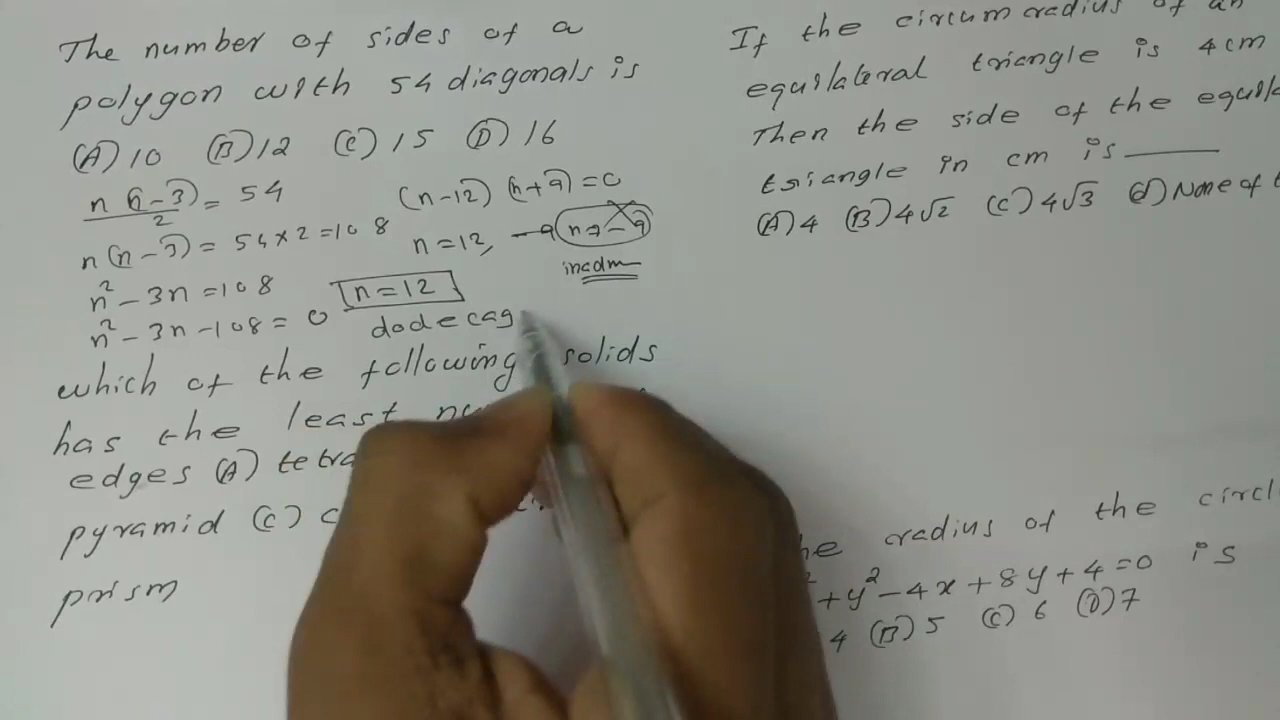 The number of sides of a
polygon with 54 diagonals is
(A) 10 (B) 12 (C) 15 (D) 16
n(n-3)/2 = 54
n(n-3) = 54×2 = 108
n² - 3n = 108
n² - 3n - 108 = 0
(n-12)(n+9) = 0
n = 12, -9 n = -9
inadm
n = 12
dodecag
which of the following solids
has the least
edges (A)
pyramid (C)
prism
If the circumradius of an
equilateral triangle is 4cm
Then the side of the
triangle in cm is
(A) 4 (B) 4√2 (C) 4√3 (d) None of
radius of the
+ y² - 4x + 8y + 4 = 0 is
4 (B) 5 (C) 6 (D) 7